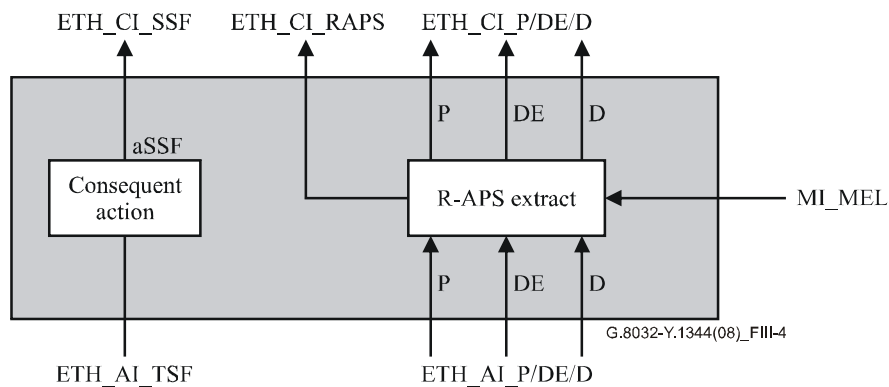 ETH_CI_SSF ETH_CI_RAPS ETH_CI_P/DE/D
P DE D
aSSF
Consequent
action
R-APS extract
MI_MEL
P DE D
G.8032-Y.1344(08)_FIII-4
ETH_AI_TSF ETH_AI_P/DE/D